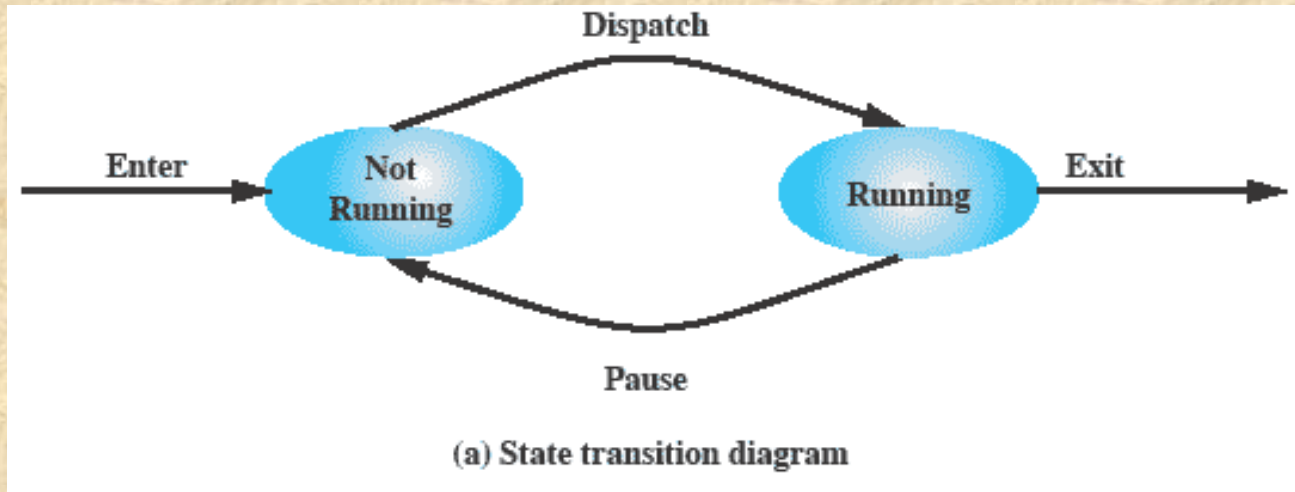 Dispatch
Enter
Not
Running
Running
Exit
Pause
(a) State transition diagram